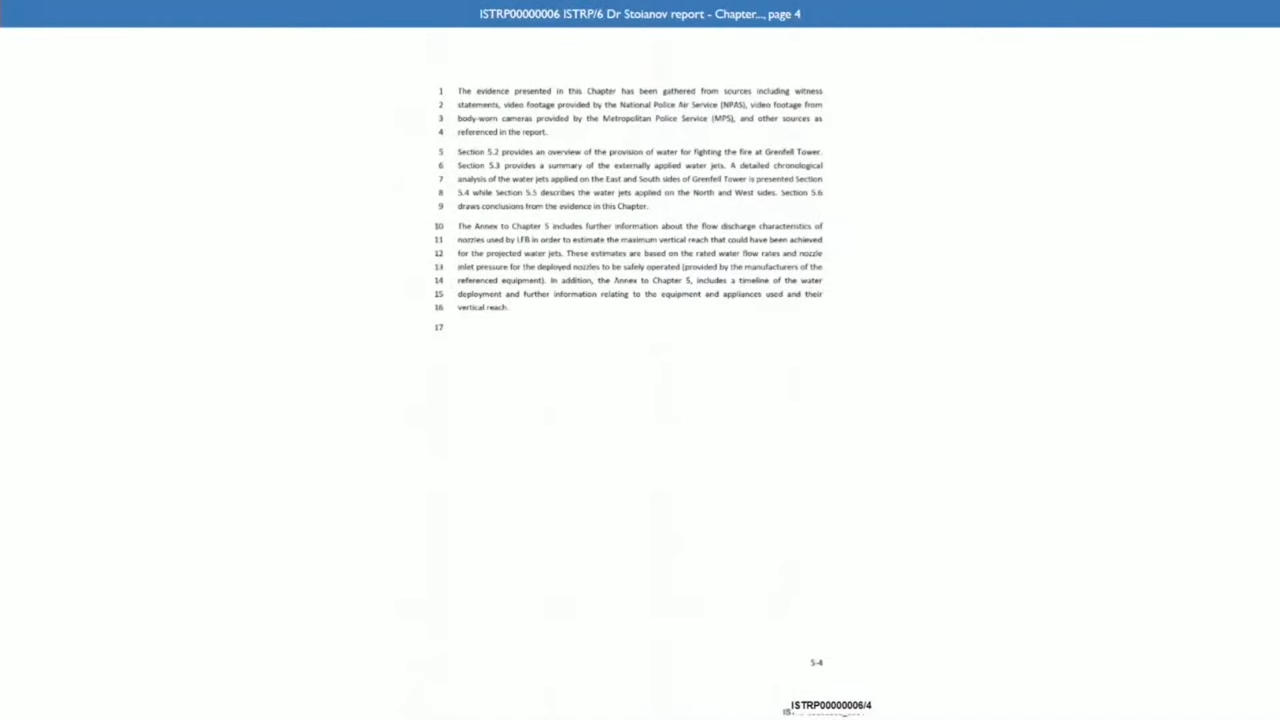 ISTRP00000006 ISTRP/6 Dr Stoianov report - Chapter..., page 4
1 The evidence presented in this Chapter has been gathered from sources including witness
2 statements, video footage provided by the National Police Air Service (NPAS), video footage from
3 body-worn cameras provided by the Metropolitan Police Service (MPS), and other sources as
4 referenced in the report.
5 Section 5.2 provides an overview of the provision of water for fighting the fire at Grenfell Tower.
6 Section 5.3 provides a summary of the externally applied water jets. A detailed chronological
7 analysis of the water jets applied on the East and South sides of Grenfell Tower is presented Section
8 5.4 while Section 5.5 describes the water jets applied on the North and West sides. Section 5.6
9 draws conclusions from the evidence in this Chapter.
10 The Annex to Chapter 5 includes further information about the flow discharge characteristics of
11 nozzles used by LFB in order to estimate the maximum vertical reach that could have been achieved
12 for the projected water jets. These estimates are based on the rated water flow rates and nozzle
13 inlet pressure for the deployed nozzles to be safely operated (provided by the manufacturers of the
14 referenced equipment). In addition, the Annex to Chapter 5, includes a timeline of the water
15 deployment and further information relating to the equipment and appliances used and their
16 vertical reach.
17
5-4
ISTRP00000006/4